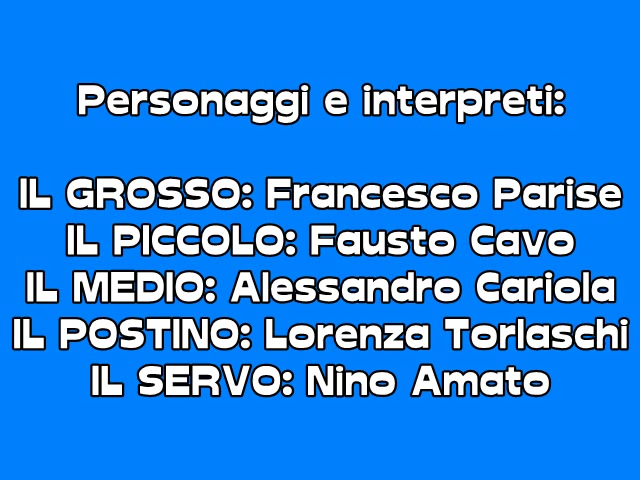 Personaggi e interpreti:
IL GROSSO: Francesco Parise
IL PICCOLO: Fausto Cavo
IL MEDIO: Alessandro Cariola
IL POSTINO: Lorenza Torlaschi
IL SERVO: Nino Amato